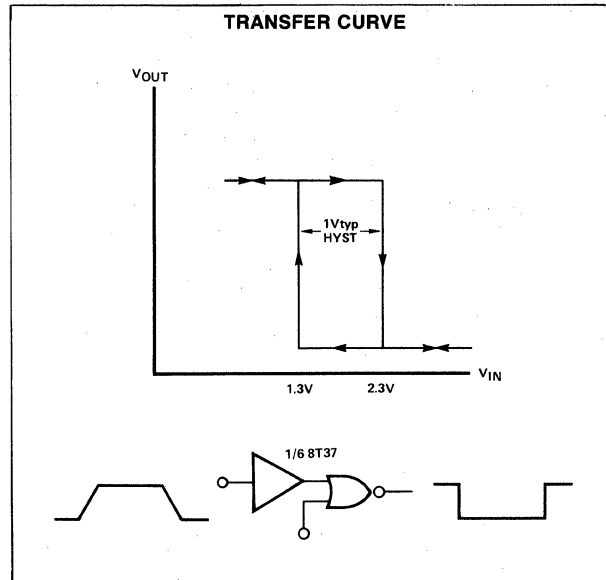 TRANSFER CURVE
VOUT
1Vtyp
HYST
VIN
1.3V
2.3V
1/6 8T37